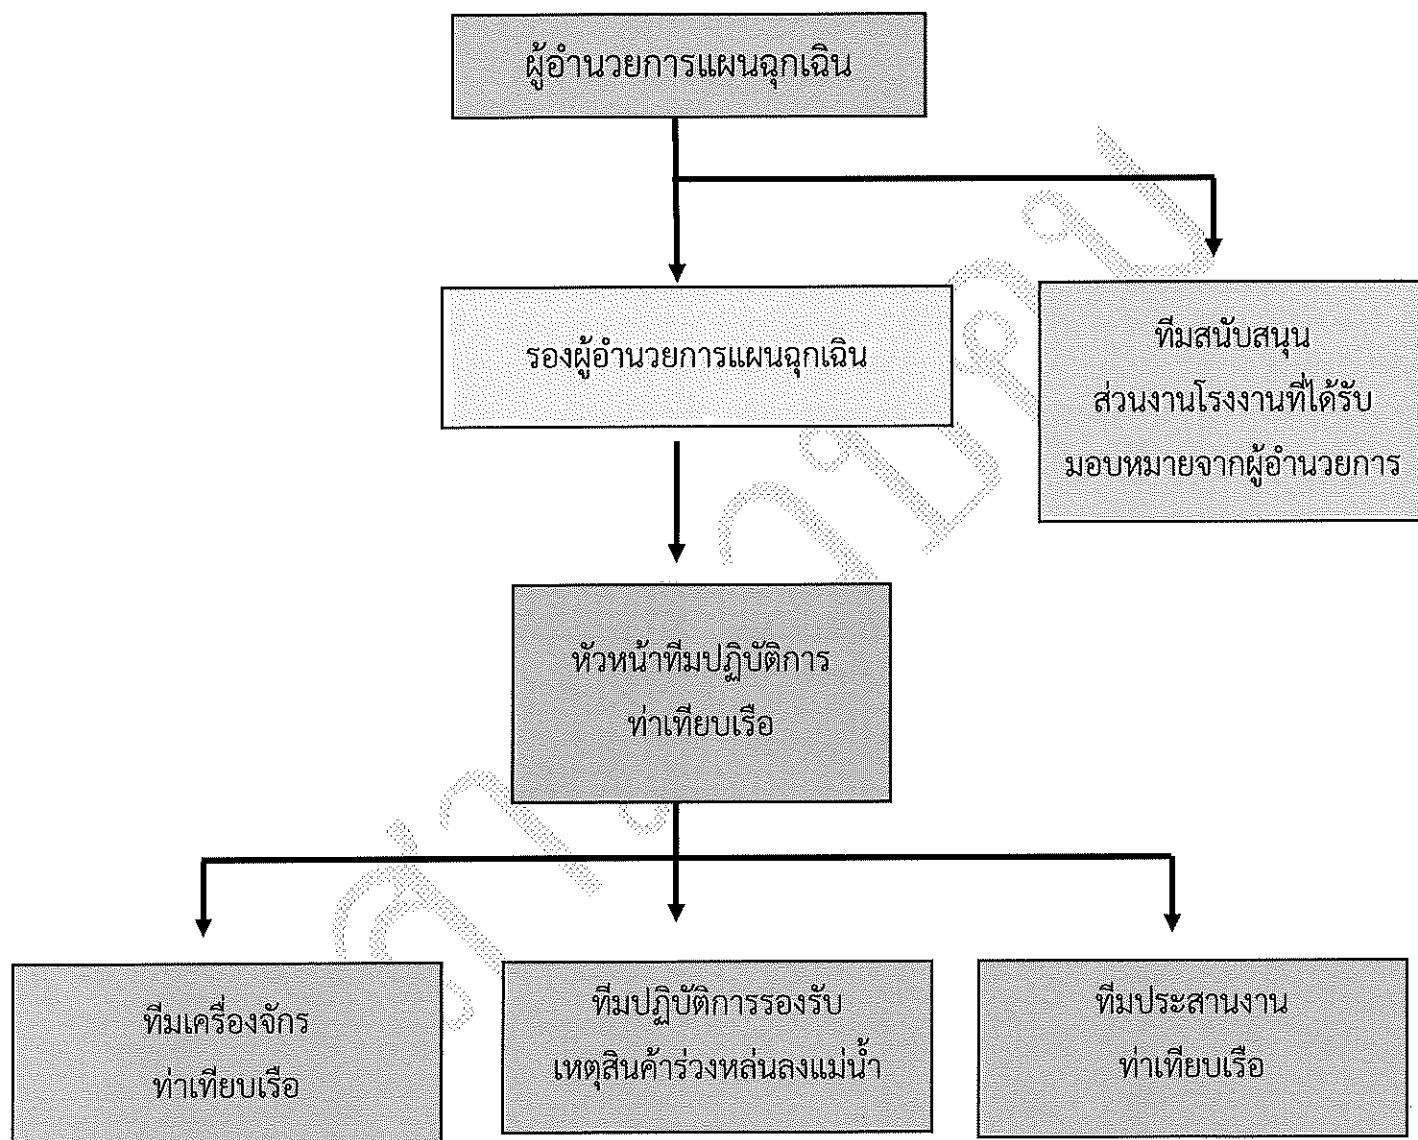 ผู้อำนวยการแผนฉุกเฉิน
รองผู้อำนวยการแผนฉุกเฉิน
ทีมสนับสนุน
ส่วนงานโรงงานที่ได้รับ
มอบหมายจากผู้อำนวยการ
หัวหน้าทีมปฏิบัติการ
ท่าเทียบเรือ
ทีมเครื่องจักร
ท่าเทียบเรือ
ทีมปฏิบัติการรองรับ
เหตุสินค้าร่วงหล่นลงแม่น้ำ
ทีมประสานงาน
ท่าเทียบเรือ